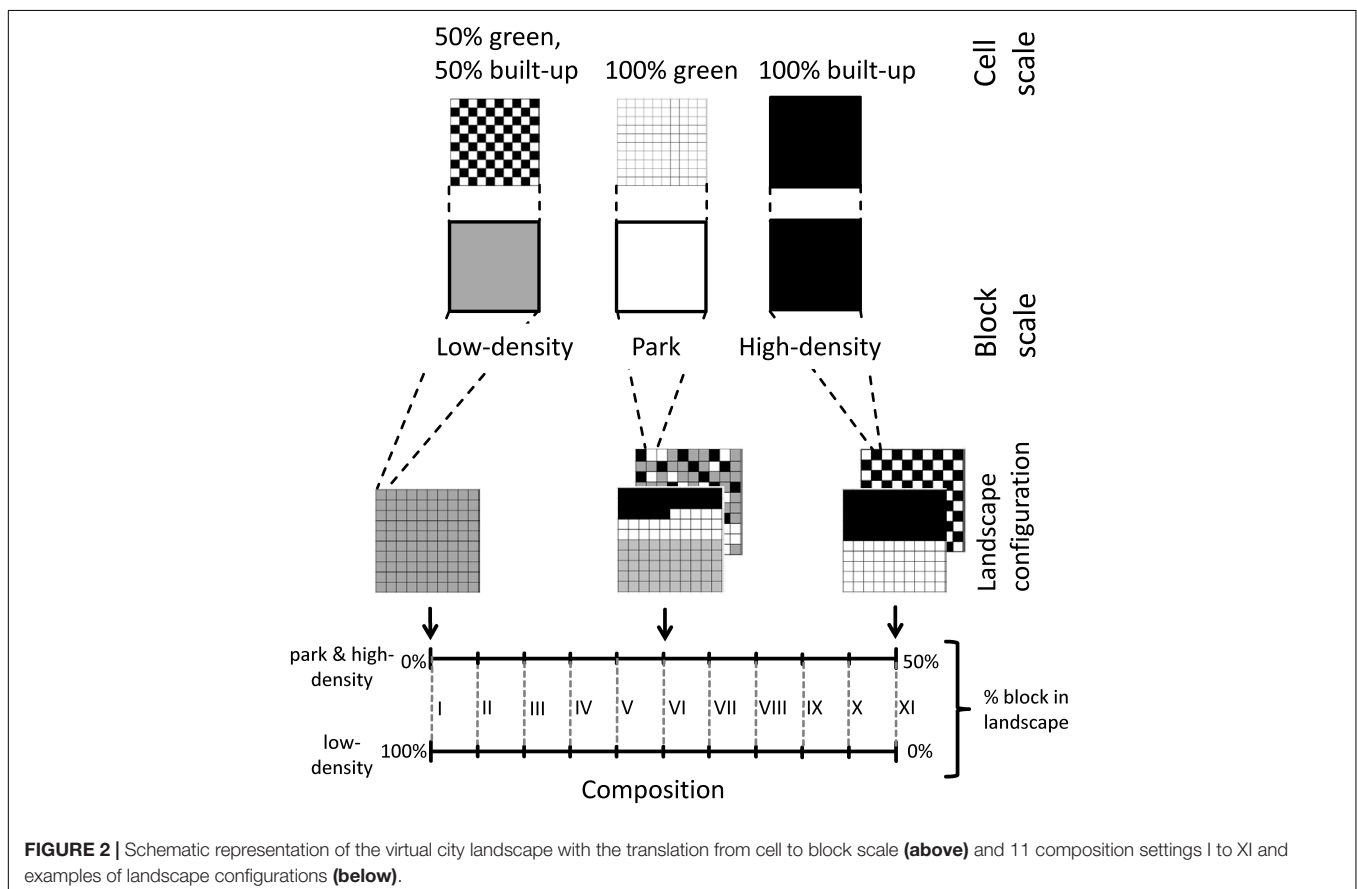 50% green,
50% built-up
100% green
100% built-up
Cell
scale
Block
scale
Low-density
Park
High-density
Landscape
configuration
park & high-
density
0%
50%
I
II
III
IV
V
VI
VII
VIII
IX
X
XI
% block in
landscape
low-
density
100%
0%
Composition
FIGURE 2 | Schematic representation of the virtual city landscape with the translation from cell to block scale (above) and 11 composition settings I to XI and
examples of landscape configurations (below).